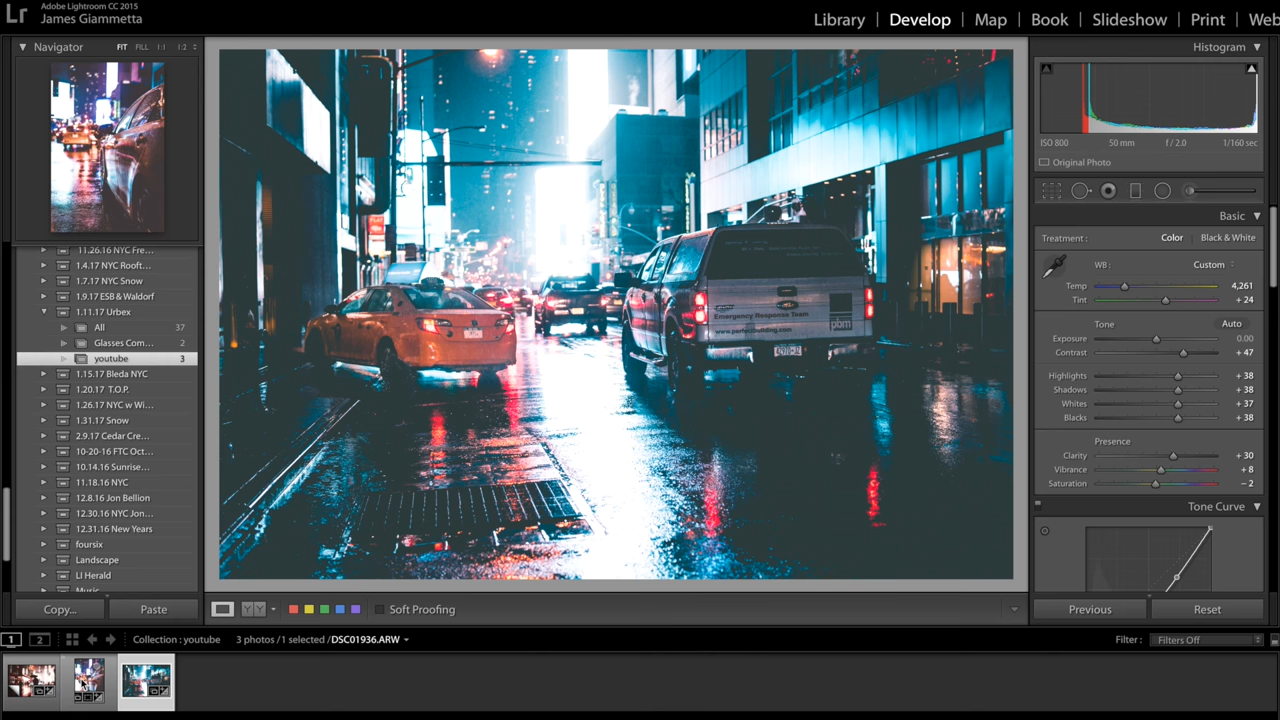 Lr Adobe Lightroom CC 2015
James Giammetta
Library | Develop | Map | Book | Slideshow | Print | Web
Navigator FIT FILL 1:1 1:2
11.26.16 NYC Fre...
1.4.17 NYC Rooft...
1.7.17 NYC Snow
1.9.17 ESB & Waldorf
1.11.17 Urbex
All 37
Glasses Com... 2
youtube 3
1.15.17 Bleda NYC
1.20.17 T.O.P.
1.26.17 NYC w Wi...
1.31.17 Snow
2.9.17 Cedar Cre...
10-20-16 FTC Oct...
10.14.16 Sunrise...
11.18.16 NYC
12.8.16 Jon Bellion
12.30.16 NYC Jon...
12.31.16 New Years
foursix
Landscape
LI Herald
Music
Copy... Paste
Emergency Response Team
www.perfectbuilding.com
pbm
Histogram
ISO 800 50 mm f / 2.0 1/160 sec
Original Photo
Basic
Treatment : Color Black & White
WB: Custom
Temp 4,261
Tint + 24
Tone Auto
Exposure 0.00
Contrast + 47
Highlights + 38
Shadows + 38
Whites + 37
Blacks + 38
Presence
Clarity + 30
Vibrance + 8
Saturation − 2
Tone Curve
Previous Reset
YY Soft Proofing
1 2 Collection : youtube 3 photos / 1 selected / DSC01936.ARW Filter : Filters Off